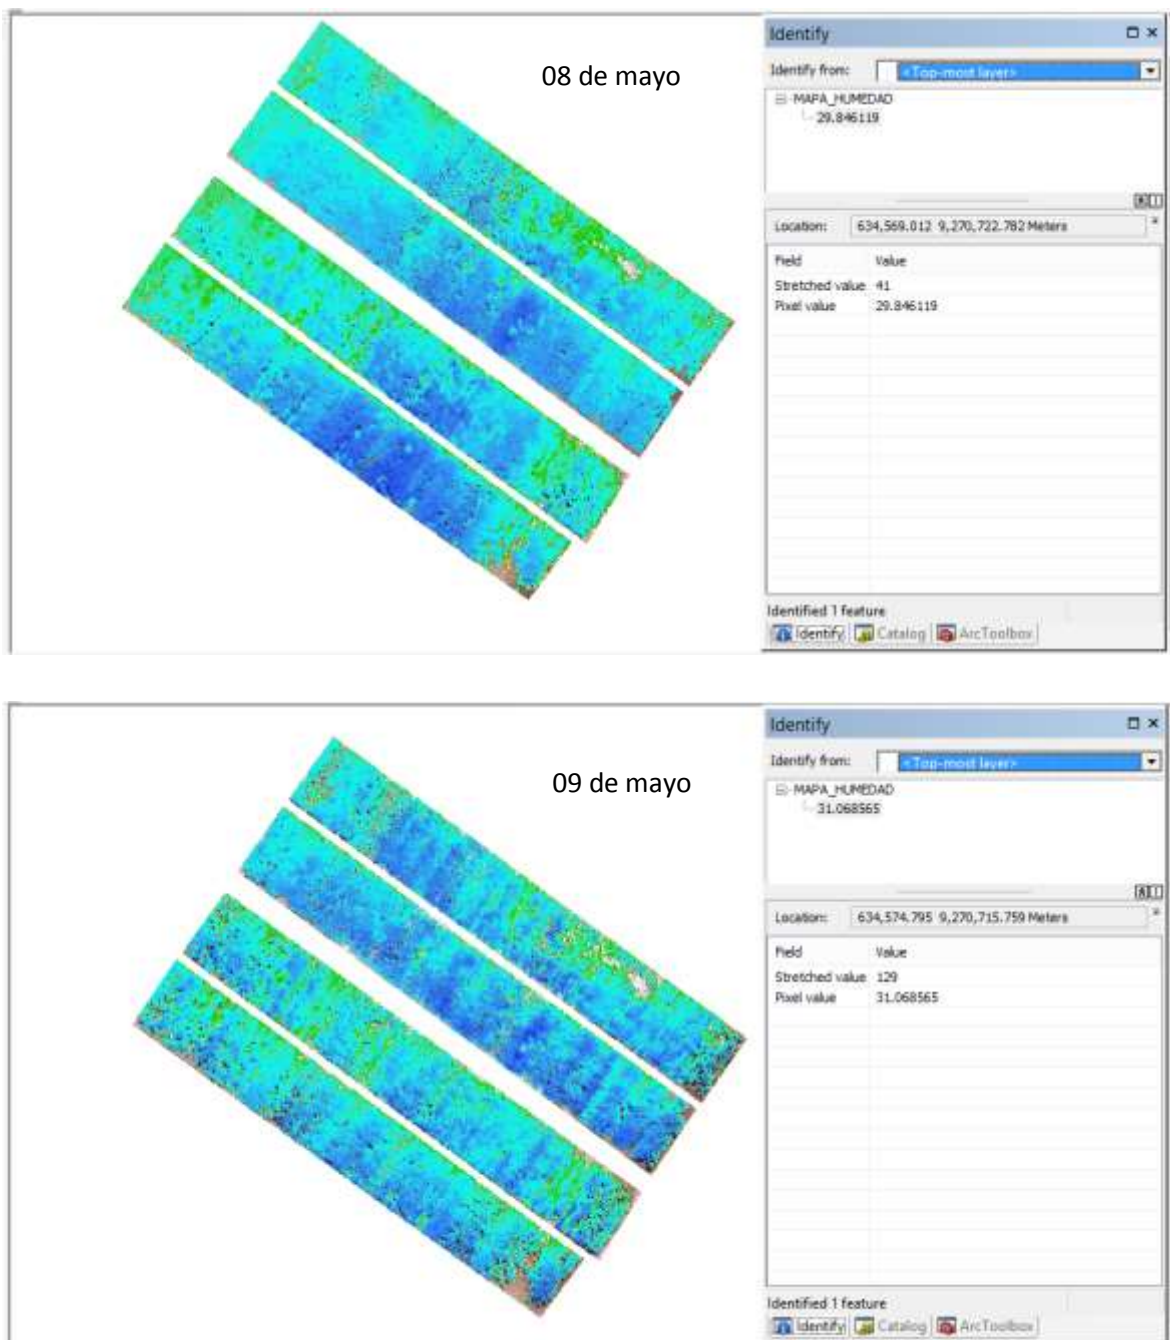 08 de mayo
Identify
Identify from: <Top-most layer>
MAPA_HUMEDAD
29.846119
Location: 634,569.012 9,270,722.782 Meters
Field Value
Stretched value 41
Pixel value 29.846119
Identified 1 feature
Identify Catalog ArcToolbox
09 de mayo
Identify
Identify from: <Top-most layer>
MAPA_HUMEDAD
31.068565
Location: 634,574.795 9,270,715.759 Meters
Field Value
Stretched value 129
Pixel value 31.068565
Identified 1 feature
Identify Catalog ArcToolbox